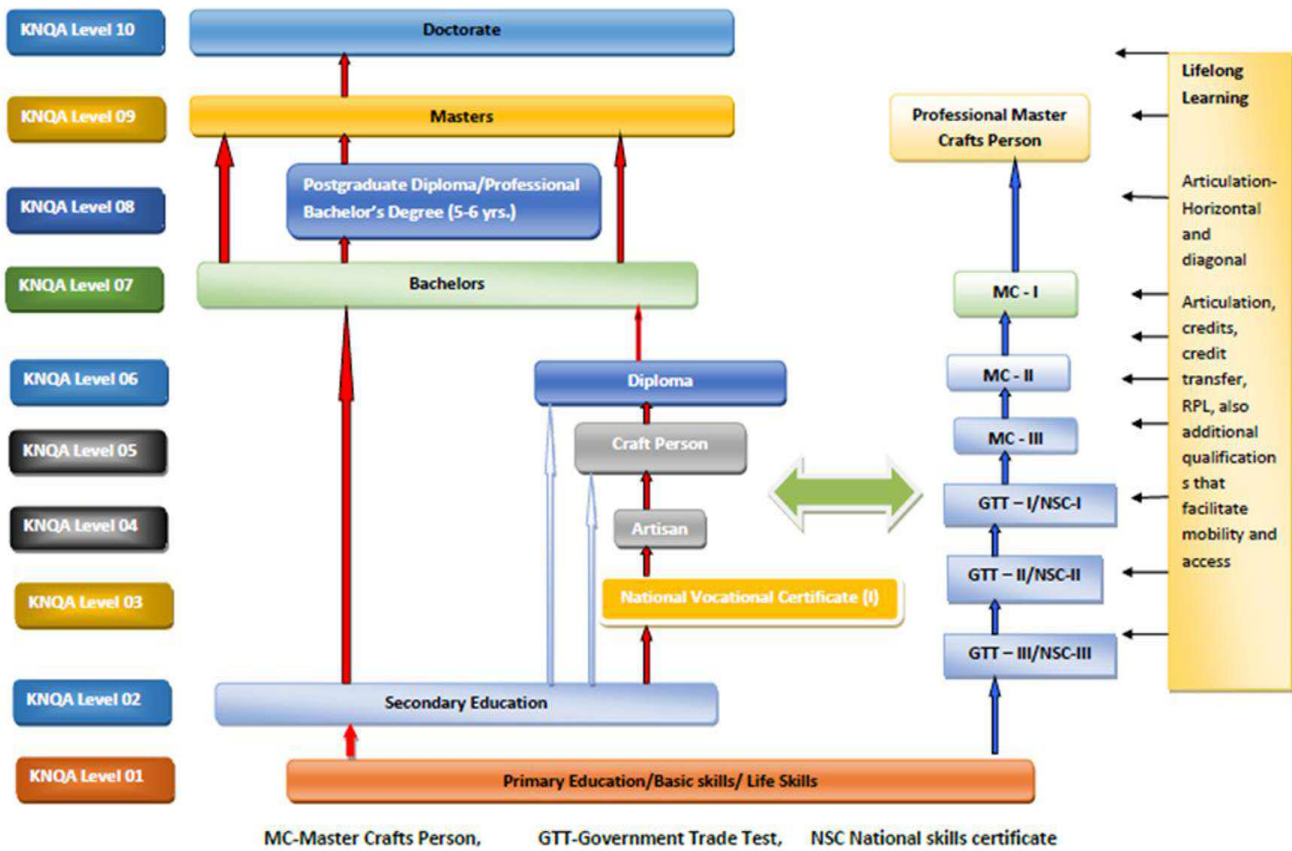 KNQA Level 10
Doctorate
KNQA Level 09
Masters
Professional Master
Crafts Person
Lifelong
Learning
KNQA Level 08
Postgraduate Diploma/Professional
Bachelor's Degree (5-6 yrs.)
Articulation-
Horizontal
and
diagonal
KNQA Level 07
Bachelors
MC - I
Articulation,
credits,
credit
transfer,
RPL, also
additional
qualification
s that
facilitate
mobility and
access
KNQA Level 06
Diploma
MC - II
KNQA Level 05
Craft Person
MC - III
KNQA Level 04
Artisan
GTT – I/NSC-I
KNQA Level 03
National Vocational Certificate (I)
GTT – II/NSC-II
GTT – III/NSC-III
KNQA Level 02
Secondary Education
KNQA Level 01
Primary Education/Basic skills/ Life Skills
MC-Master Crafts Person, GTT-Government Trade Test, NSC National skills certificate